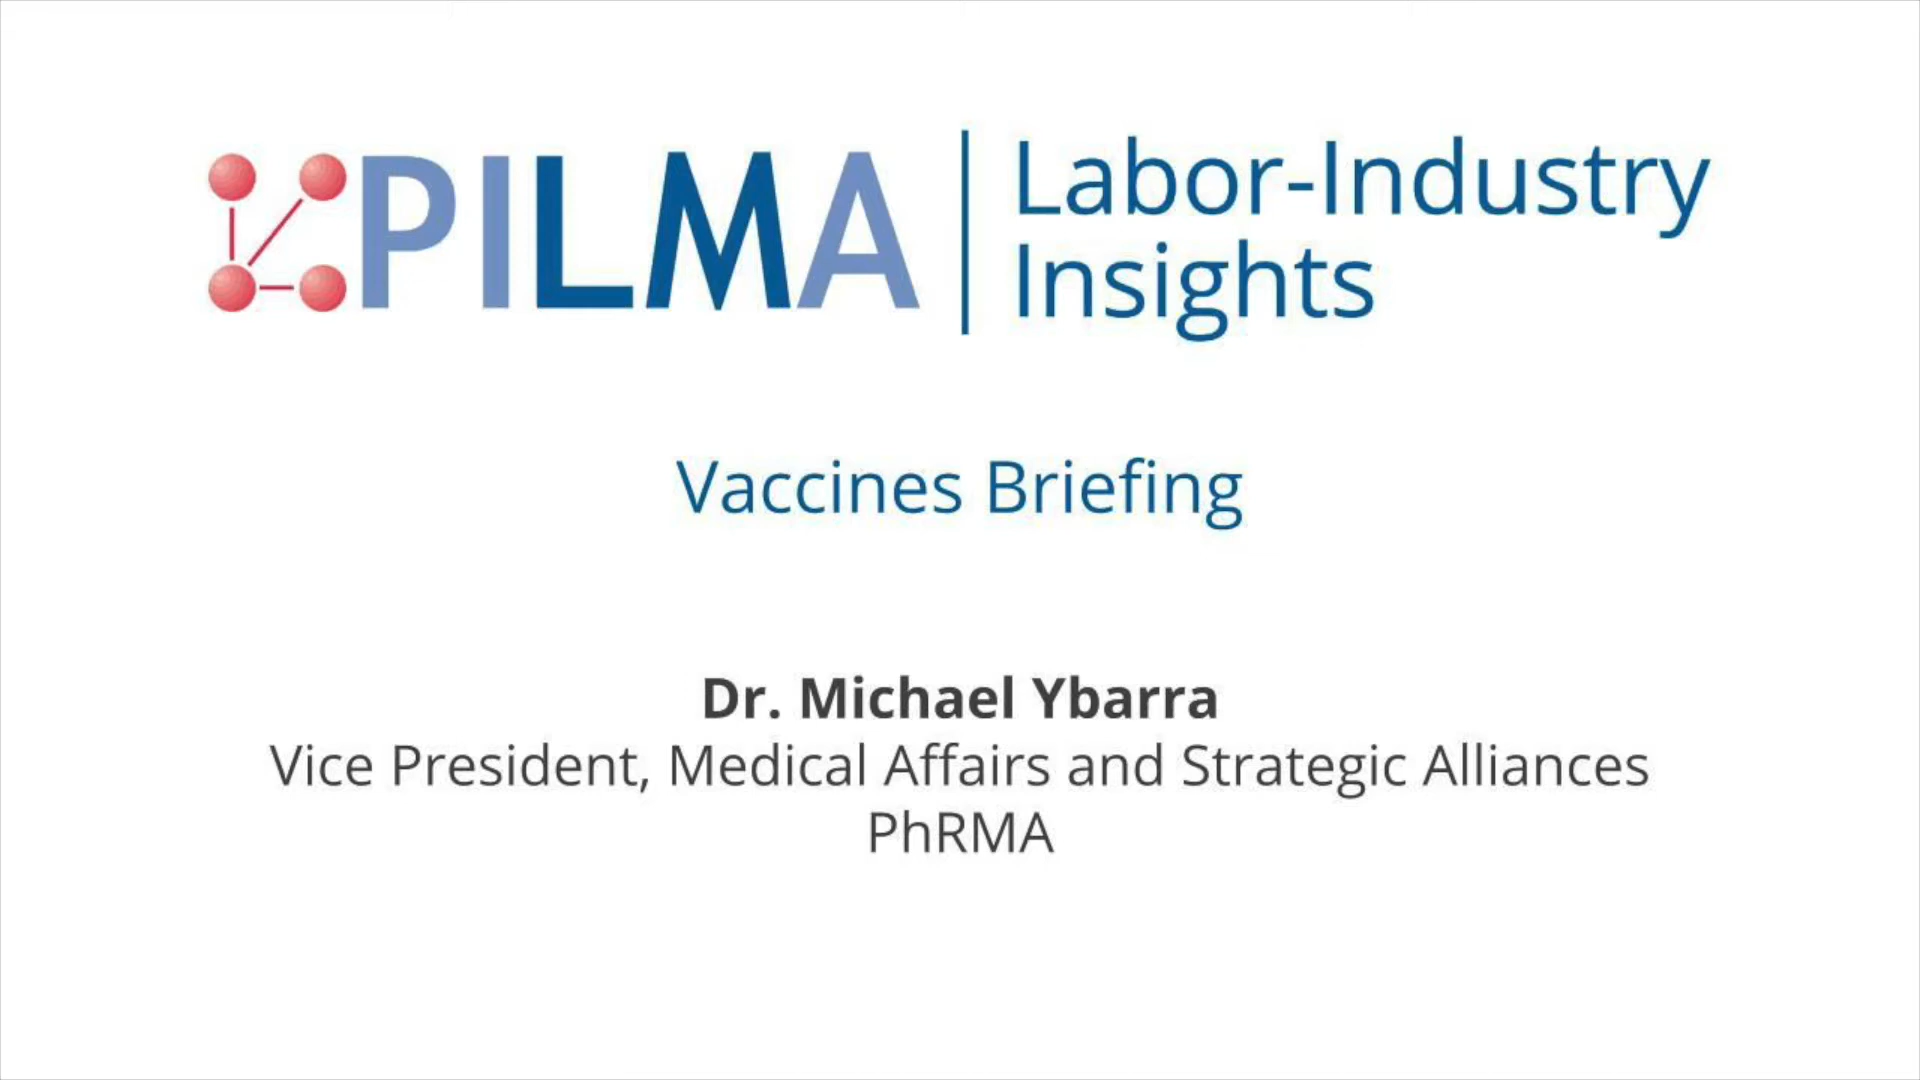 PILMA
Labor-Industry
Insights
Vaccines Briefing
Dr. Michael Ybarra
Vice President, Medical Affairs and Strategic Alliances
PhRMA